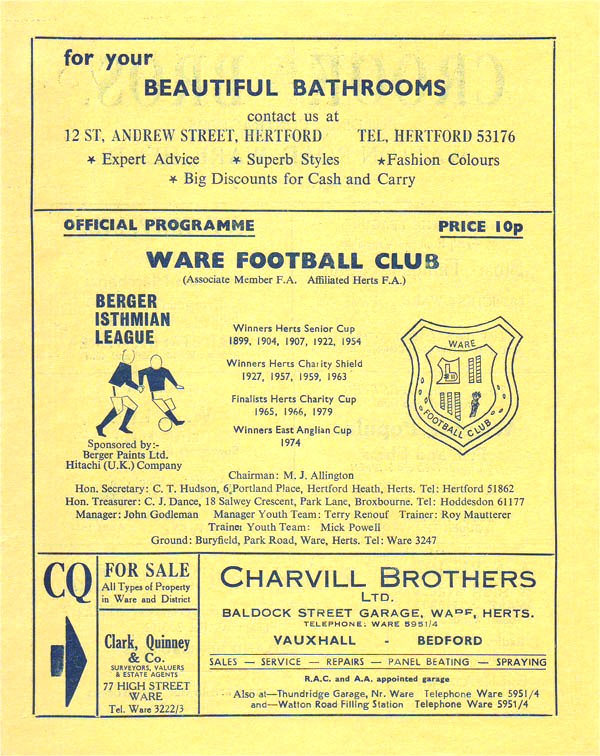 for your
BEAUTIFUL BATHROOMS
contact us at
12 ST, ANDREW STREET, HERTFORD TEL, HERTFORD 53176
★ Expert Advice ★ Superb Styles ★Fashion Colours
★ Big Discounts for Cash and Carry
OFFICIAL PROGRAMME PRICE 10p
WARE FOOTBALL CLUB
(Associate Member F.A. Affiliated Herts F.A.)
BERGER
ISTHMIAN
LEAGUE
Sponsored by:-
Berger Paints Ltd.
Hitachi (U.K.) Company
Winners Herts Senior Cup
1899, 1904, 1907, 1922, 1954
Winners Herts Charity Shield
1927, 1957, 1959, 1963
Finalists Herts Charity Cup
1965, 1966, 1979
Winners East Anglian Cup
1974
WARE
FOOTBALL CLUB
Chairman: M. J. Allington
Hon. Secretary: C. T. Hudson, 6 Portland Place, Hertford Heath, Herts. Tel: Hertford 51862
Hon. Treasurer: C. J. Dance, 18 Salwey Crescent, Park Lane, Broxbourne. Tel: Hoddesdon 61177
Manager: John Godleman Manager Youth Team: Terry Renouf Trainer: Roy Mautterer
Trainer Youth Team: Mick Powell
Ground: Buryfield, Park Road, Ware, Herts. Tel: Ware 3247
CQ
FOR SALE
All Types of Property
in Ware and District
Clark, Quinney
& Co.
SURVEYORS, VALUERS
& ESTATE AGENTS
77 HIGH STREET
WARE
Tel. Ware 3222/3
CHARVILL BROTHERS
LTD.
BALDOCK STREET GARAGE, WARE, HERTS.
TELEPHONE: WARE 5951/4
VAUXHALL - BEDFORD
SALES — SERVICE — REPAIRS — PANEL BEATING — SPRAYING
R.A.C. and A.A. appointed garage
Also at—Thundridge Garage, Nr. Ware Telephone Ware 5951/4
and—Watton Road Filling Station Telephone Ware 5951/4